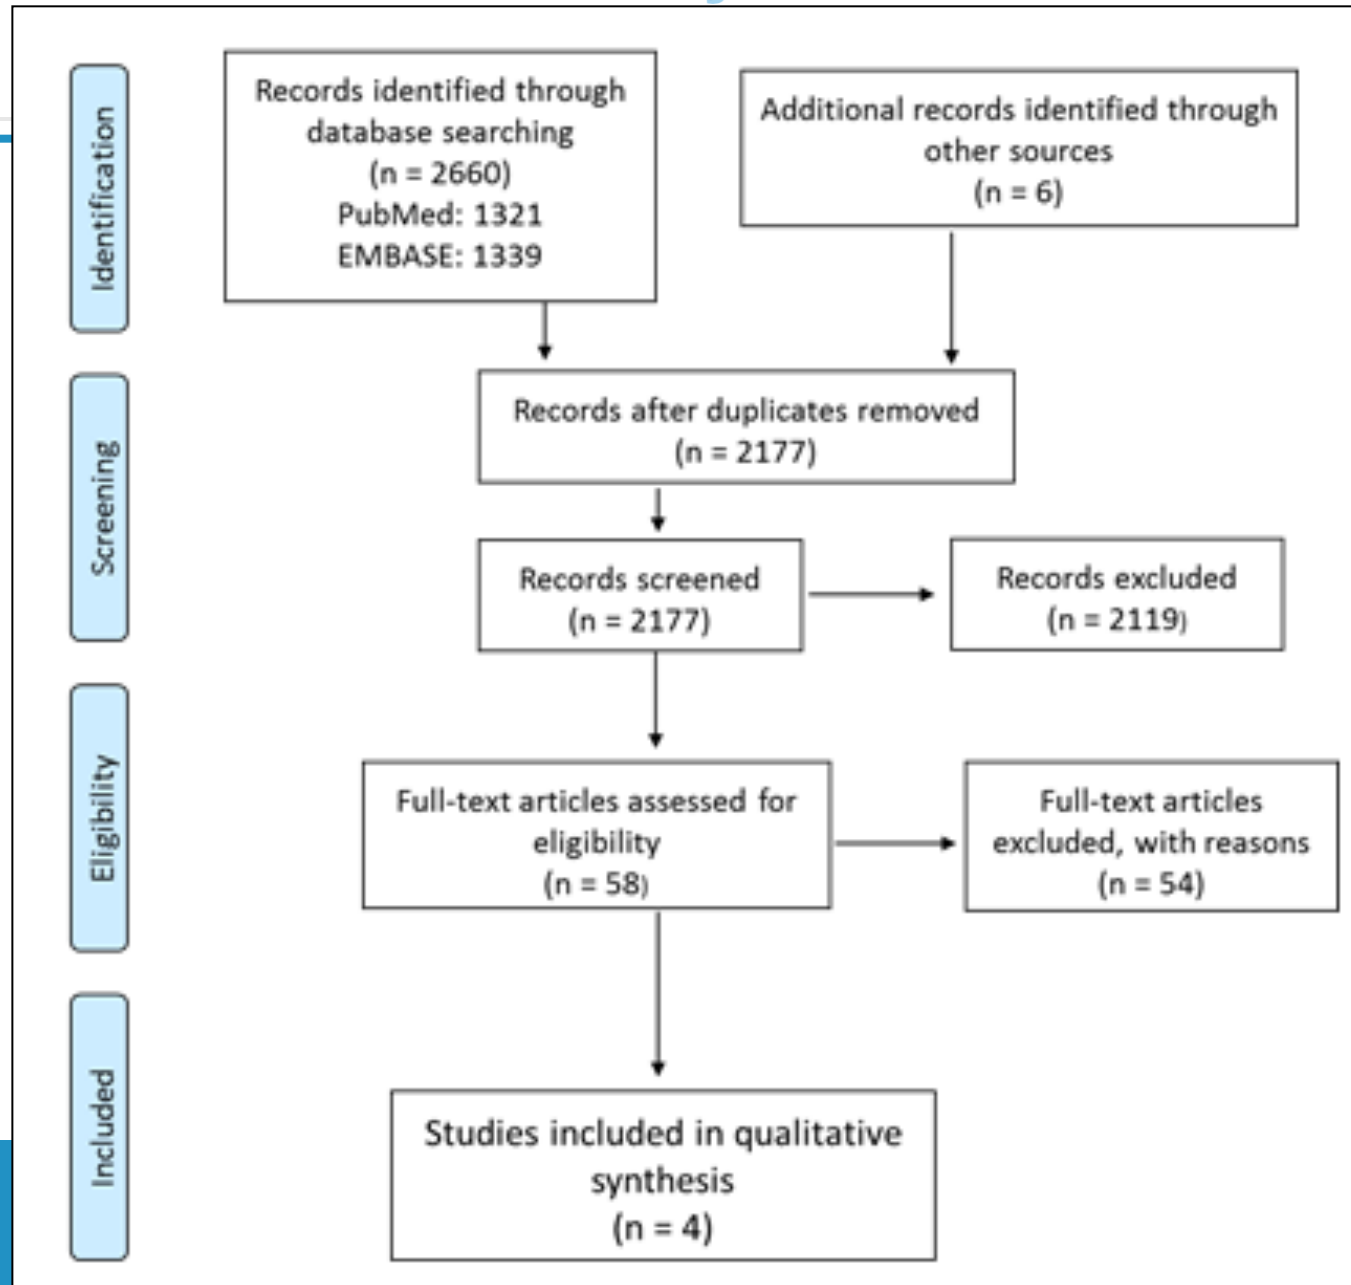 Identification
Records identified through
database searching
(n = 2660)
PubMed: 1321
EMBASE: 1339
Additional records identified through
other sources
(n = 6)
Screening
Records after duplicates removed
(n = 2177)
Records screened
(n = 2177)
Records excluded
(n = 2119)
Eligibility
Full-text articles assessed for
eligibility
(n = 58)
Full-text articles
excluded, with reasons
(n = 54)
Included
Studies included in qualitative
synthesis
(n = 4)